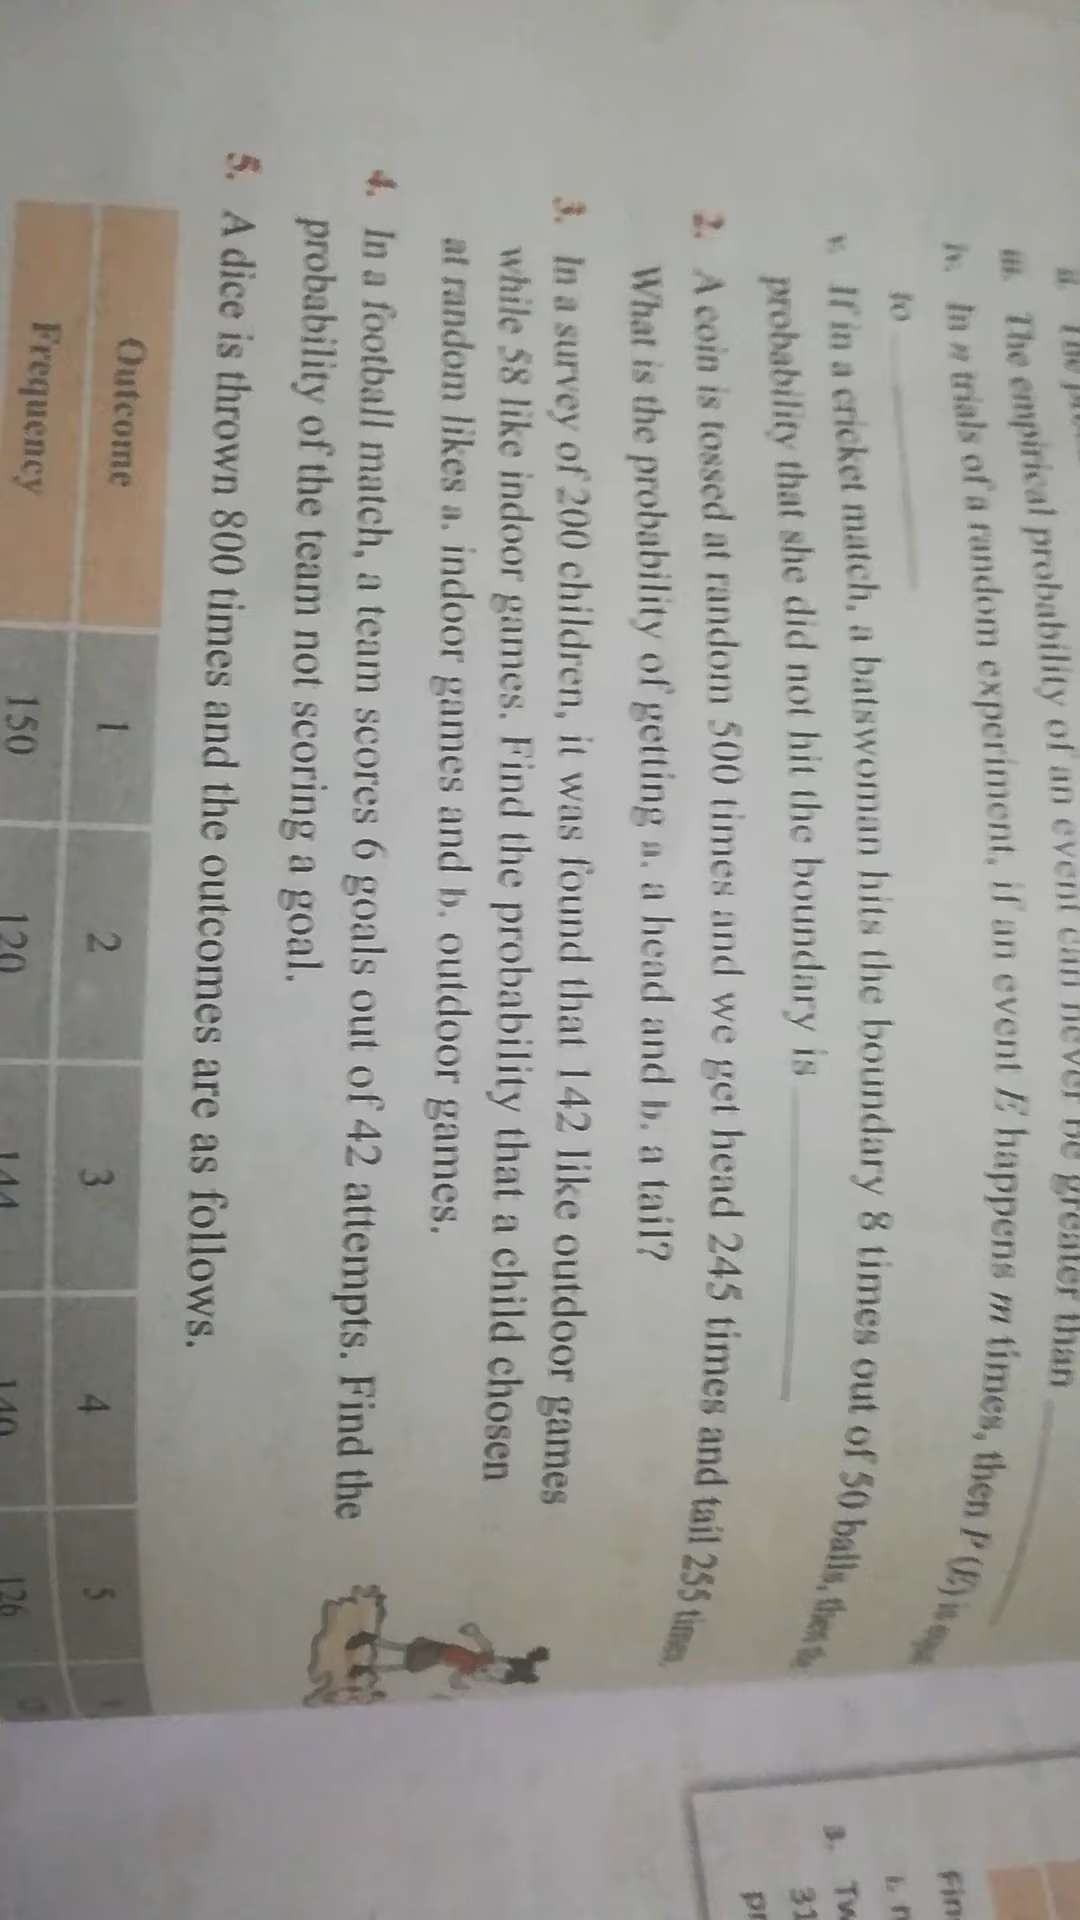 iii. The empirical probability of an event can never be greater than
iv. In n trials of a random experiment, if an event E happens m times, then P (E) is
to
v. If in a cricket match, a batswoman hits the boundary 8 times out of 50 balls, then
probability that she did not hit the boundary is
2. A coin is tossed at random 500 times and we get head 245 times and tail 255 times.
What is the probability of getting a. a head and b. a tail?
3. In a survey of 200 children, it was found that 142 like outdoor games
while 58 like indoor games. Find the probability that a child chosen
at random likes a. indoor games and b. outdoor games.
4. In a football match, a team scores 6 goals out of 42 attempts. Find the
probability of the team not scoring a goal.
5. A dice is thrown 800 times and the outcomes are as follows.
Outcome 1 2 3 4 5
Frequency 150 120 144 140 126